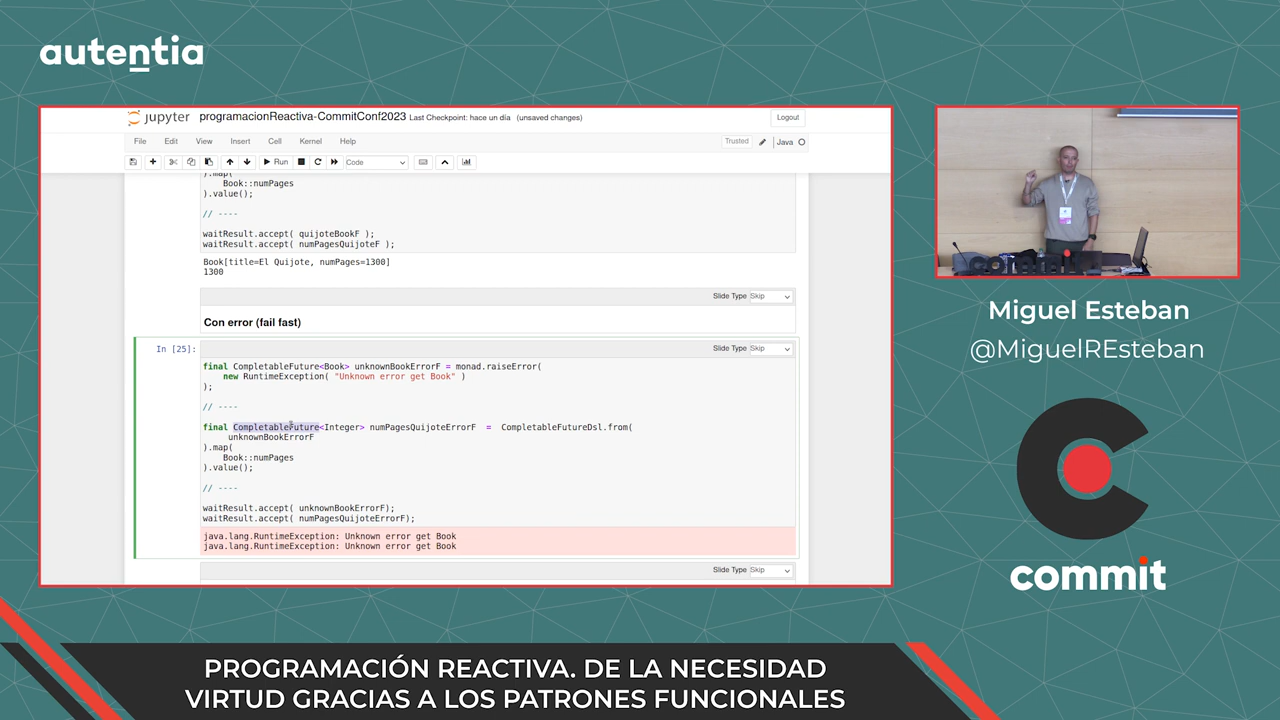 autentia
jupyter programacionReactiva-CommitConf2023 Last Checkpoint: hace un día (unsaved changes)
Logout
File Edit View Insert Cell Kernel Help
Trusted
Java
Run
Code
).map(
Book::numPages
).value();
// ----
waitResult.accept( quijoteBookF );
waitResult.accept( numPagesQuijoteF );
Book[title=El Quijote, numPages=1300]
1300
Slide Type Skip
Con error (fail fast)
In [25]:
Slide Type Skip
final CompletableFuture<Book> unknownBookErrorF = monad.raiseError(
new RuntimeException( "Unknown error get Book" )
);
// ----
final CompletableFuture<Integer> numPagesQuijoteErrorF = CompletableFutureDsl.from(
unknownBookErrorF
).map(
Book::numPages
).value();
// ----
waitResult.accept( unknownBookErrorF);
waitResult.accept( numPagesQuijoteErrorF);
java.lang.RuntimeException: Unknown error get Book
java.lang.RuntimeException: Unknown error get Book
Slide Type Skip
commit
Miguel Esteban
@MiguelREsteban
commit
PROGRAMACIÓN REACTIVA. DE LA NECESIDAD
VIRTUD GRACIAS A LOS PATRONES FUNCIONALES